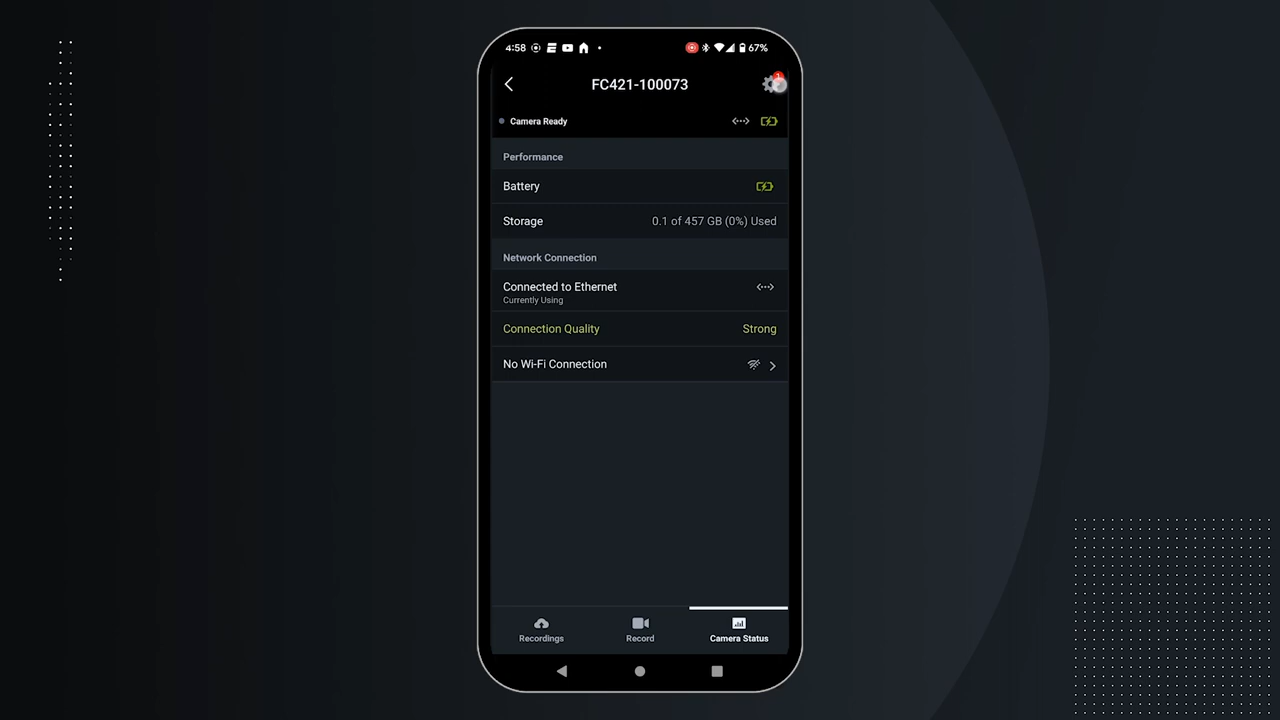 4:58 67%
FC421-100073
1
Camera Ready
Performance
Battery
Storage 0.1 of 457 GB (0%) Used
Network Connection
Connected to Ethernet
Currently Using
Connection Quality Strong
No Wi-Fi Connection
Recordings Record Camera Status